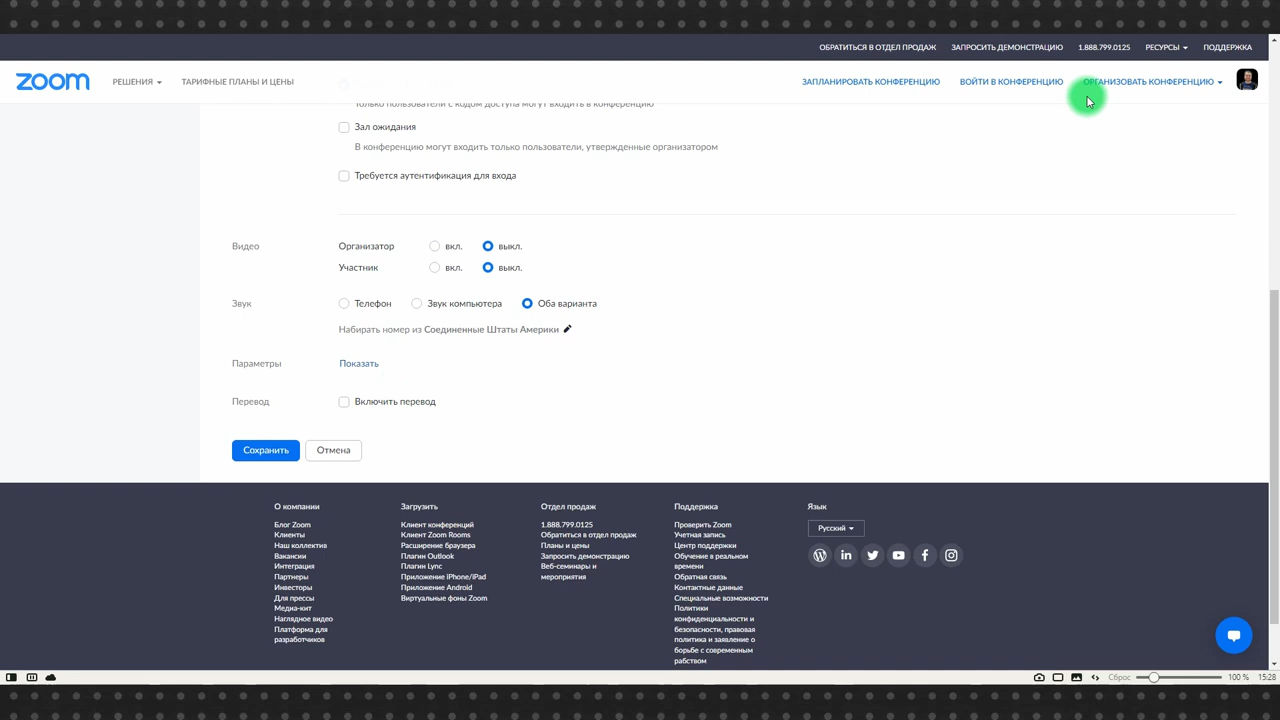 ОБРАТИТЬСЯ В ОТДЕЛ ПРОДАЖ ЗАПРОСИТЬ ДЕМОНСТРАЦИЮ 1.888.799.0125 РЕСУРСЫ ПОДДЕРЖКА
zoom РЕШЕНИЯ ТАРИФНЫЕ ПЛАНЫ И ЦЕНЫ ЗАПЛАНИРОВАТЬ КОНФЕРЕНЦИЮ ВОЙТИ В КОНФЕРЕНЦИЮ ОРГАНИЗОВАТЬ КОНФЕРЕНЦИЮ
Только пользователи с кодом доступа могут входить в конференцию
Зал ожидания
В конференцию могут входить только пользователи, утвержденные организатором
Требуется аутентификация для входа
Видео Организатор вкл. выкл.
Участник вкл. выкл.
Звук Телефон Звук компьютера Оба варианта
Набирать номер из Соединенные Штаты Америки
Параметры Показать
Перевод Включить перевод
Сохранить Отмена
О компании
Блог Zoom
Клиенты
Наш коллектив
Вакансии
Интеграция
Партнеры
Инвесторы
Для прессы
Медиа-кит
Наглядное видео
Платформа для
разработчиков
Загрузить
Клиент конференций
Клиент Zoom Rooms
Расширение браузера
Плагин Outlook
Плагин Lync
Приложение iPhone/iPad
Приложение Android
Виртуальные фоны Zoom
Отдел продаж
1.888.799.0125
Обратиться в отдел продаж
Планы и цены
Запросить демонстрацию
Веб-семинары и
мероприятия
Поддержка
Проверить Zoom
Учетная запись
Центр поддержки
Обучение в реальном
времени
Обратная связь
Контактные данные
Специальные возможности
Политики
конфиденциальности и
безопасности, правовая
политика и заявление о
борьбе с современным
рабством
Язык
Русский
Сброс 100 % 15:28